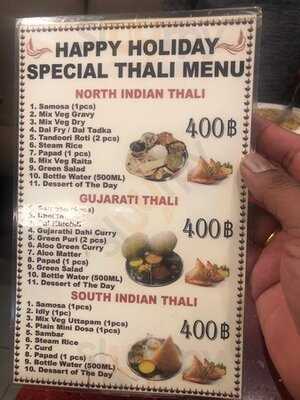 HAPPY HOLIDAY
SPECIAL THALI MENU
NORTH INDIAN THALI
1. Samosa (1pcs)
2. Mix Veg Gravy
3. Mix Veg Dry
4. Dal Fry / Dal Tadka
5. Tandoori Roti (2 pcs)
6. Steam Rice
7. Papad (1 pcs)
8. Mix Veg Raita
9. Green Salad
10. Bottle Water (500ML)
11. Dessert of The Day
400฿
GUJARATI THALI
1. (1pcs)
2.
3.
4. Gujarathi Dahi Curry
5. Green Puri (2 pcs)
6. Aloo Green Curry
7. Aloo Matter
8. Papad (1 pcs)
9. Green Salad
10. Bottle Water (500ML)
11. Dessert of The Day
400฿
SOUTH INDIAN THALI
1. Samosa (1pcs)
2. Idly (1pc)
3. Mix Veg Uttapam (1pcs)
4. Plain Mini Dosa (1pcs)
5. Sambar
6. Steam Rice
7. Curd
8. Papad (1 pcs)
9. Bottle Water (500ML)
10. Dessert of The Day
400฿